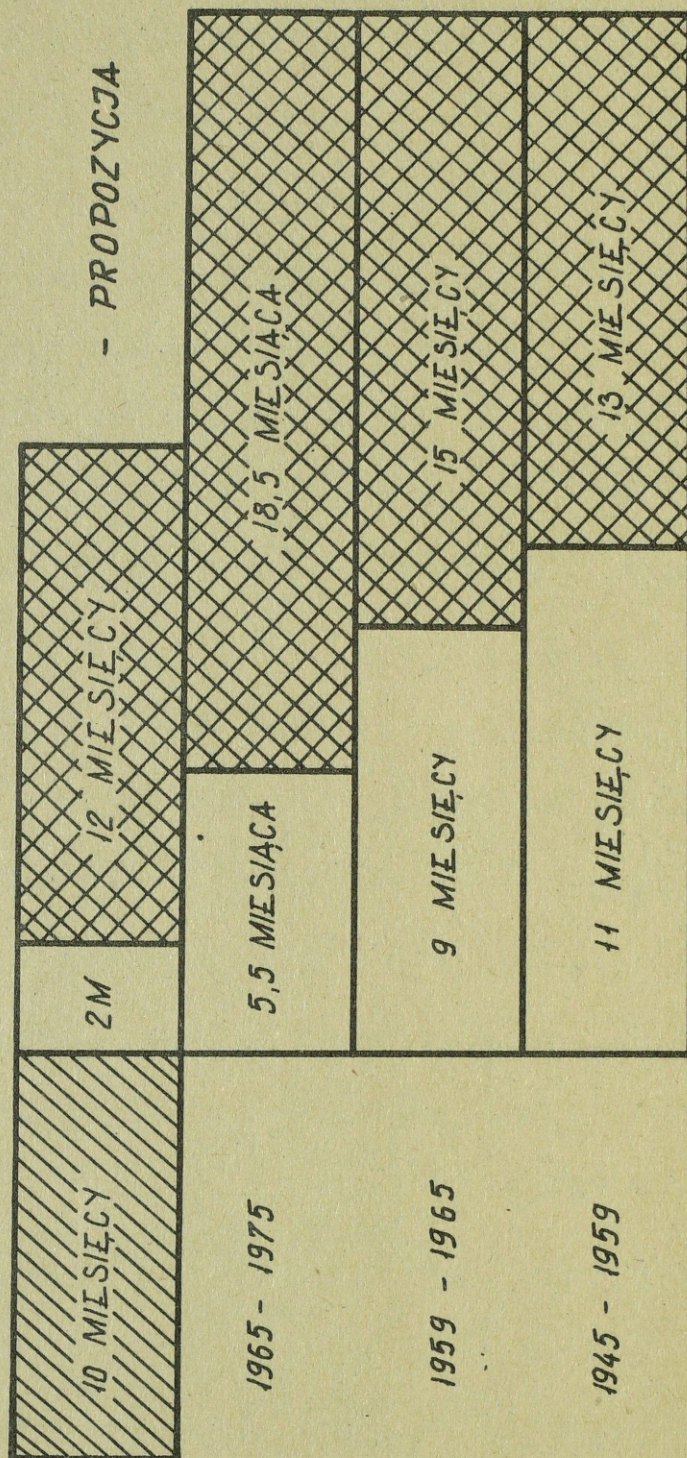 10 MIESIĘCY
2M
12 MIESIĘCY
- PROPOZYCJA
1965 - 1975
5,5 MIESIĄCA
18,5 MIESIĄCA
1959 - 1965
9 MIESIĘCY
15 MIESIĘCY
1945 - 1959
11 MIESIĘCY
13 MIESIĘCY